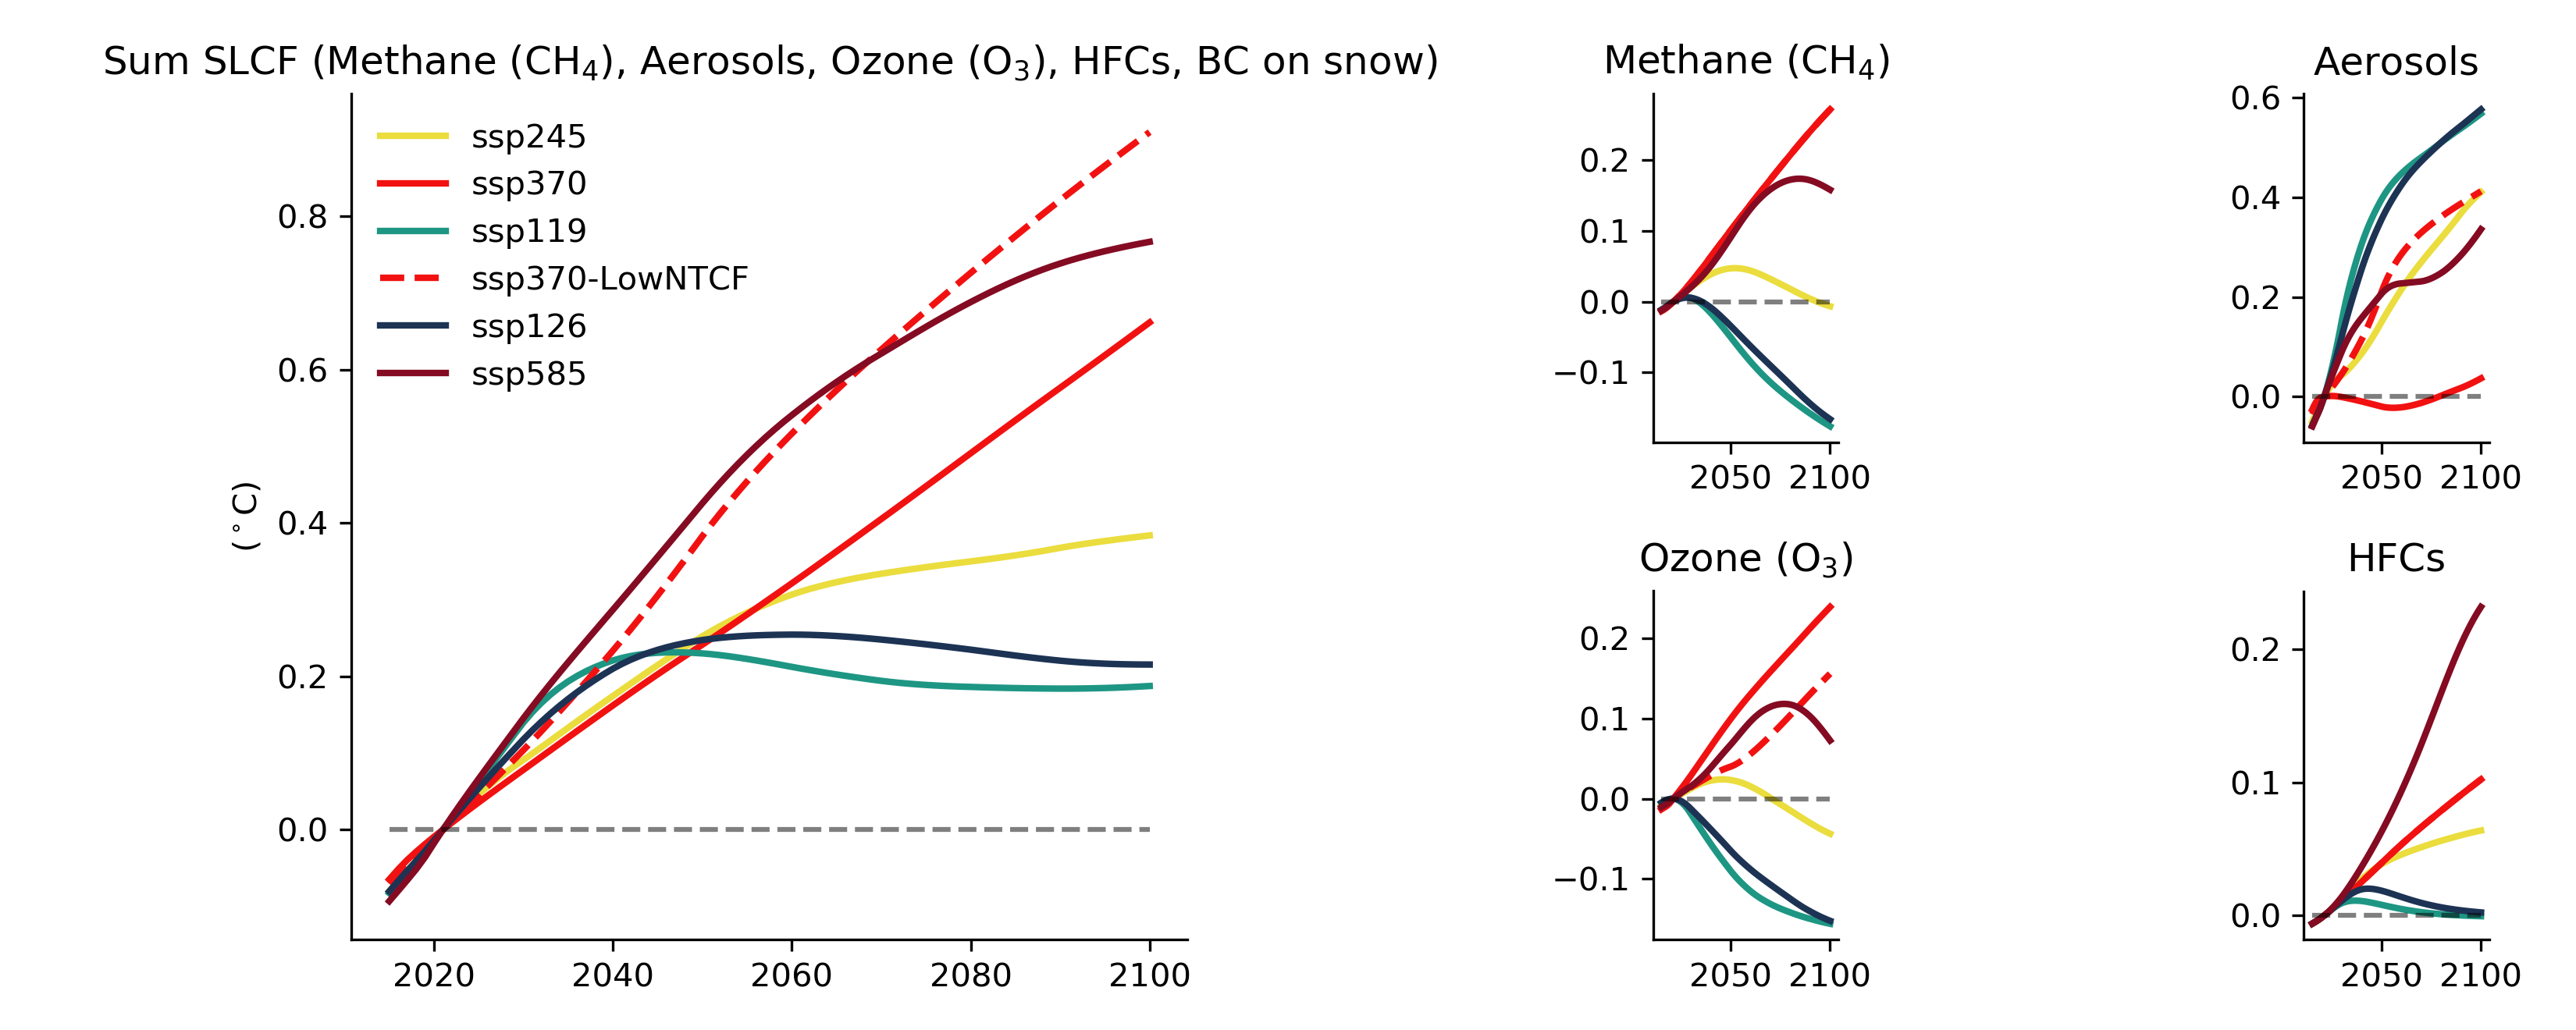 Sum SLCF (Methane (CH₄), Aerosols, Ozone (O₃), HFCs, BC on snow)
ssp245
ssp370
ssp119
ssp370-LowNTCF
ssp126
ssp585
(°C)
0.8
0.6
0.4
0.2
0.0
2020 2040 2060 2080 2100
Methane (CH₄)
0.2
0.1
0.0
−0.1
2050 2100
Aerosols
0.6
0.4
0.2
0.0
2050 2100
Ozone (O₃)
0.2
0.1
0.0
−0.1
2050 2100
HFCs
0.2
0.1
0.0
2050 2100